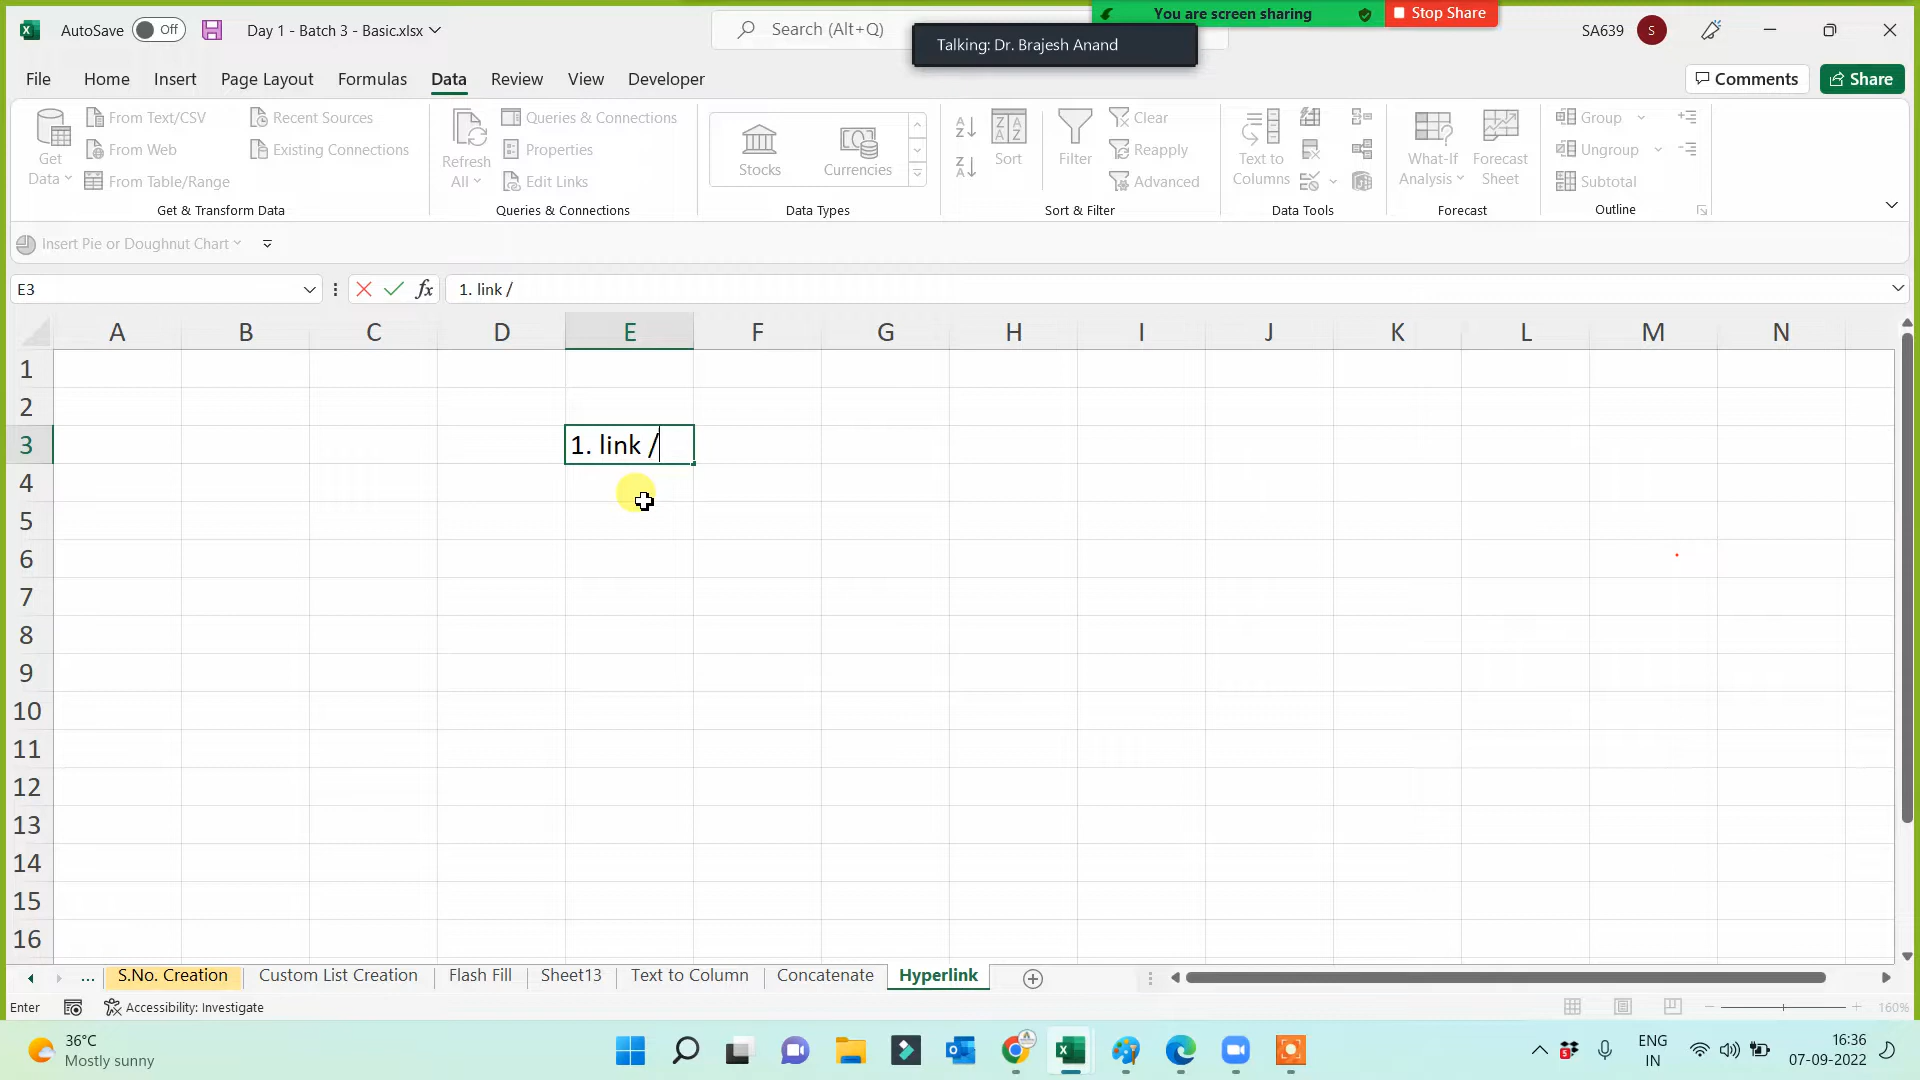 You are screen sharing
Stop Share
AutoSave
Off
Day 1 - Batch 3 - Basic.xlsx
Search (Alt+Q)
Talking: Dr. Brajesh Anand
SA639
S
File
Home
Insert
Page Layout
Formulas
Data
Review
View
Developer
Comments
Share
Get
Data
From Text/CSV
From Web
From Table/Range
Recent Sources
Existing Connections
Get & Transform Data
Refresh
All
Queries & Connections
Properties
Edit Links
Queries & Connections
Stocks
Currencies
Data Types
A
Z
Z
A
Sort
Filter
Clear
Reapply
Advanced
Sort & Filter
Text to
Columns
Data Tools
What-If
Analysis
Forecast
Sheet
Forecast
Group
Ungroup
Subtotal
Outline
Insert Pie or Doughnut Chart
E3
fx
1. link /
A B C D E F G H I J K L M N
1
2
3
1. link /
4
5
6
7
8
9
10
11
12
13
14
15
16
...
S.No. Creation
Custom List Creation
Flash Fill
Sheet13
Text to Column
Concatenate
Hyperlink
Enter
Accessibility: Investigate
160%
36°C
Mostly sunny
5
ENG
IN
16:36
07-09-2022